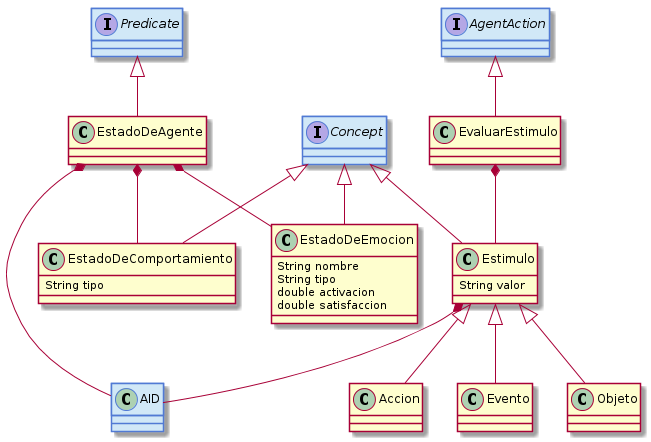 I Predicate
I AgentAction
C EstadoDeAgente
I Concept
C EvaluarEstimulo
C EstadoDeComportamiento
String tipo
C EstadoDeEmocion
String nombre
String tipo
double activacion
double satisfaccion
C Estimulo
String valor
C AID
C Accion
C Evento
C Objeto